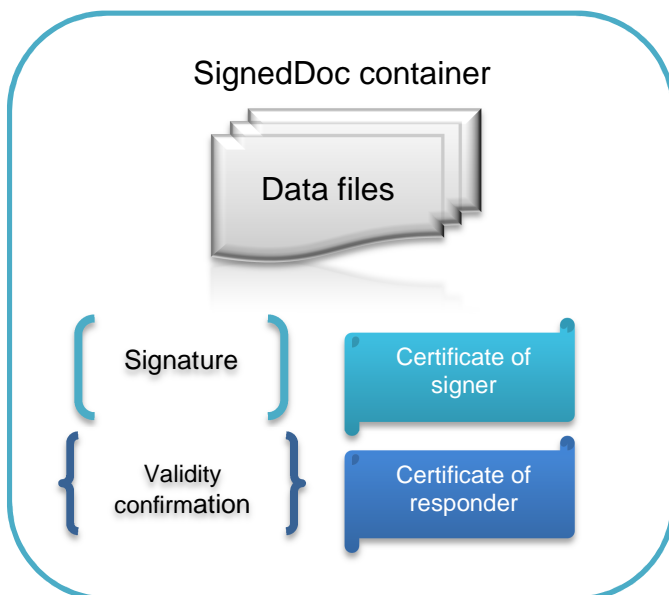 SignedDoc container
Data files
Signature
Certificate of
signer
Validity
confirmation
Certificate of
responder